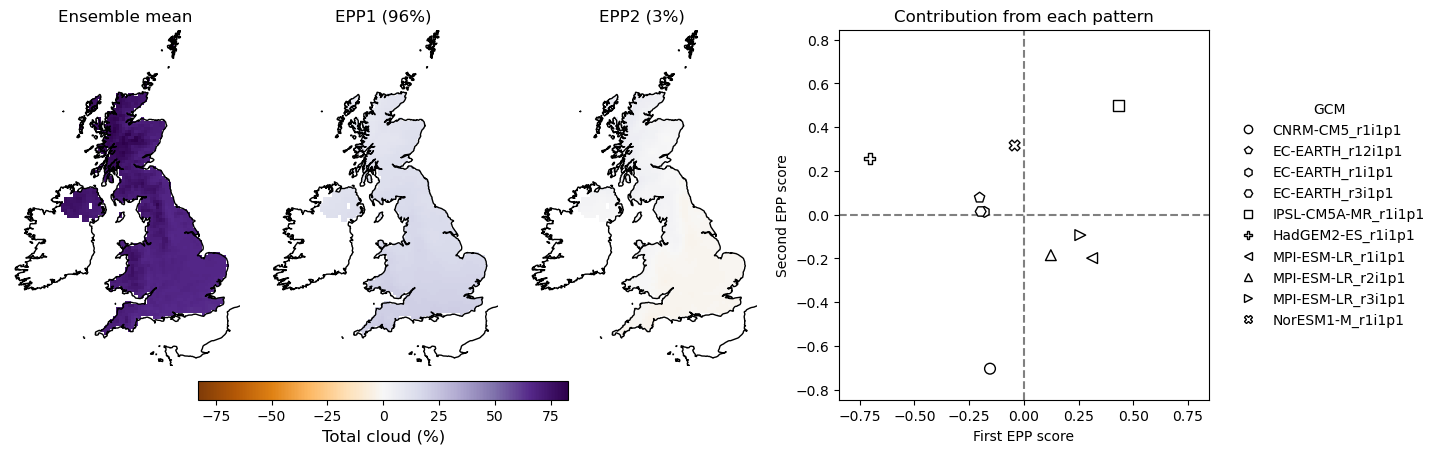 Ensemble mean
EPP1 (96%)
EPP2 (3%)
Contribution from each pattern
−75 −50 −25 0 25 50 75
Total cloud (%)
0.8
0.6
0.4
0.2
0.0
−0.2
−0.4
−0.6
−0.8
Second EPP score
−0.75 −0.50 −0.25 0.00 0.25 0.50 0.75
First EPP score
GCM
CNRM-CM5_r1i1p1
EC-EARTH_r12i1p1
EC-EARTH_r1i1p1
EC-EARTH_r3i1p1
IPSL-CM5A-MR_r1i1p1
HadGEM2-ES_r1i1p1
MPI-ESM-LR_r1i1p1
MPI-ESM-LR_r2i1p1
MPI-ESM-LR_r3i1p1
NorESM1-M_r1i1p1